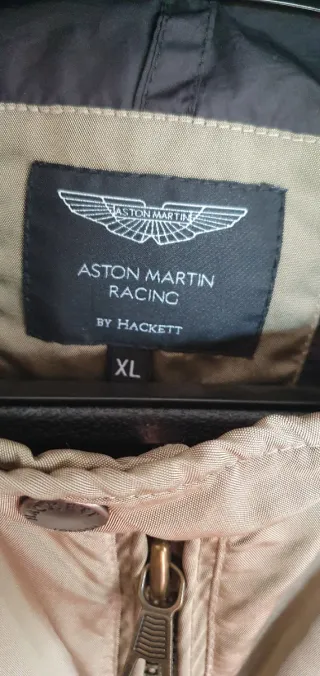 ASTON MARTIN
ASTON MARTIN
RACING
BY HACKETT
XL